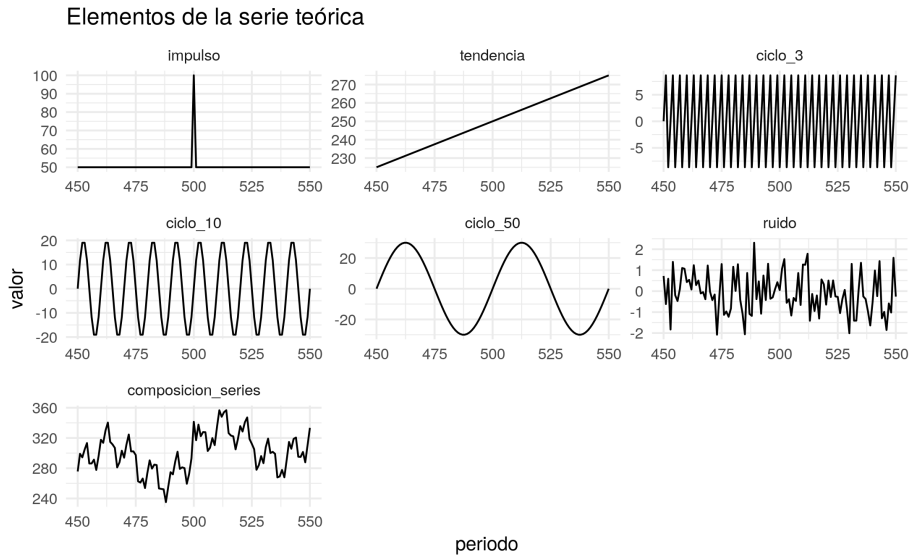 Elementos de la serie teórica
impulso
tendencia
ciclo_3
100
90
80
70
60
50
270
260
250
240
230
5
0
-5
450 475 500 525 550
450 475 500 525 550
450 475 500 525 550
ciclo_10
ciclo_50
ruido
valor
20
10
0
-10
-20
20
0
-20
2
1
0
-1
-2
450 475 500 525 550
450 475 500 525 550
450 475 500 525 550
composicion_series
360
320
280
240
450 475 500 525 550
periodo